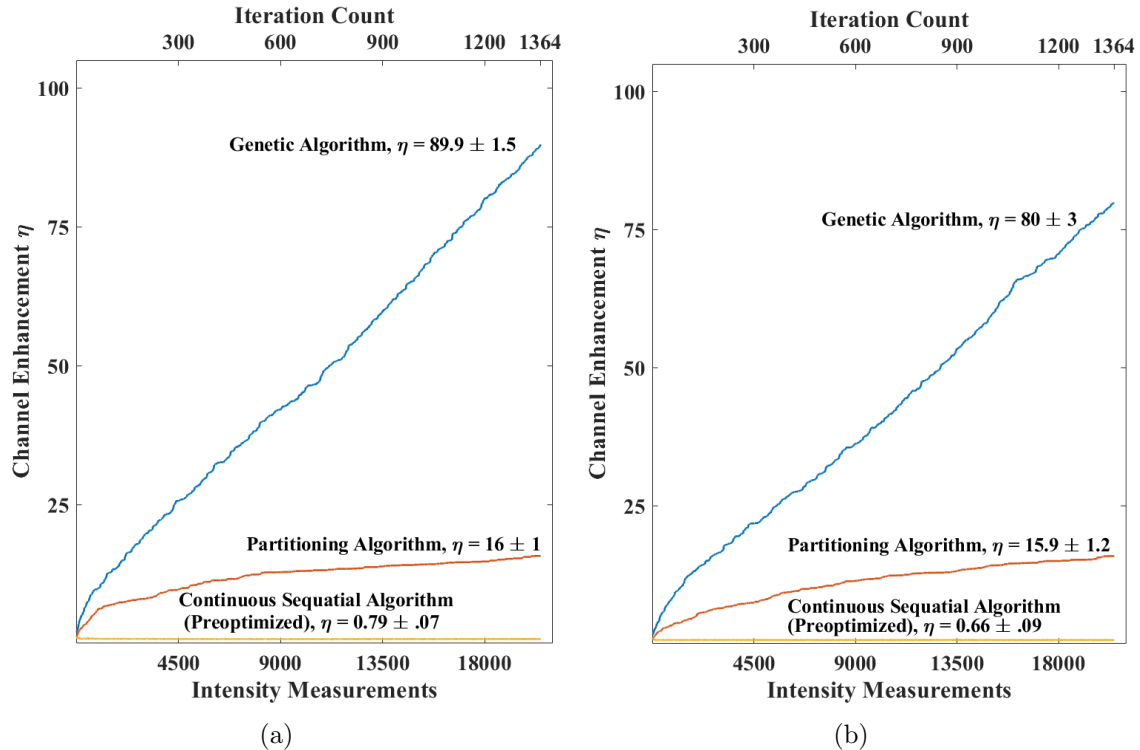 Iteration Count
300 600 900 1200 1364
100
75
50
25
Channel Enhancement η
Genetic Algorithm, η = 89.9 ± 1.5
Partitioning Algorithm, η = 16 ± 1
Continuous Sequatial Algorithm
(Preoptimized), η = 0.79 ± .07
4500 9000 13500 18000
Intensity Measurements
(a)
Iteration Count
300 600 900 1200 1364
100
75
50
25
Channel Enhancement η
Genetic Algorithm, η = 80 ± 3
Partitioning Algorithm, η = 15.9 ± 1.2
Continuous Sequatial Algorithm
(Preoptimized), η = 0.66 ± .09
4500 9000 13500 18000
Intensity Measurements
(b)